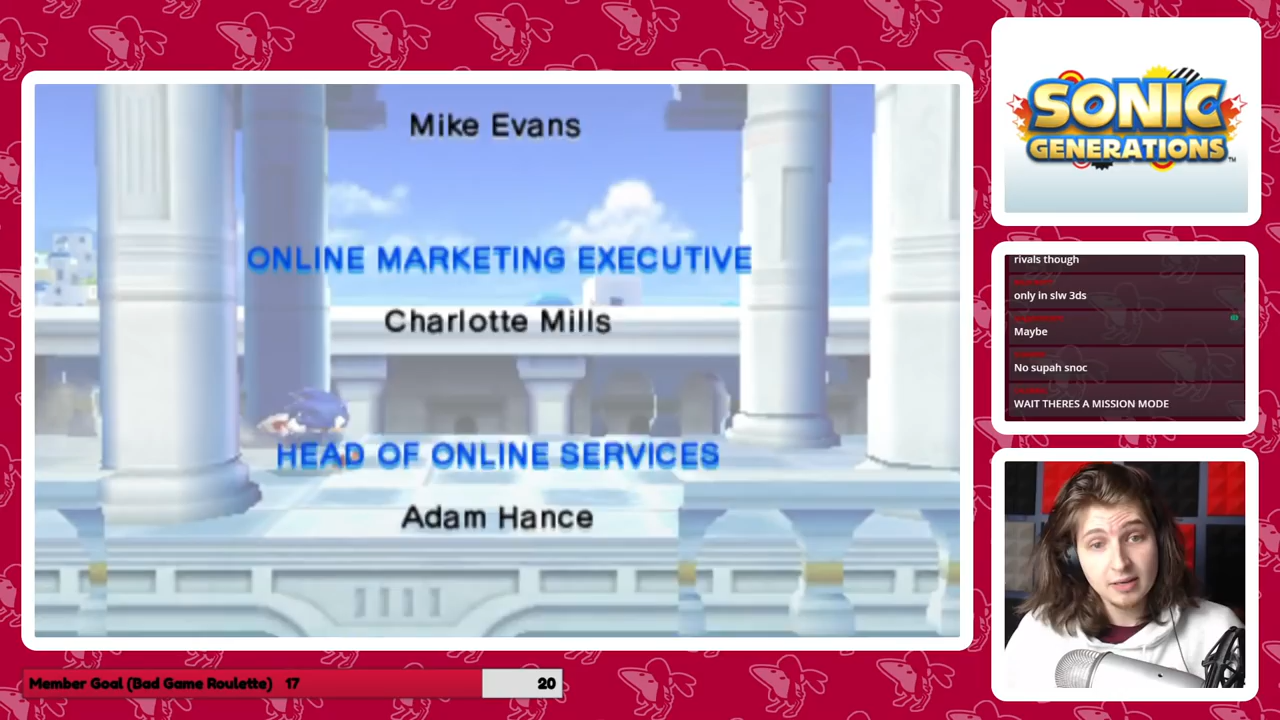 Mike Evans
ONLINE MARKETING EXECUTIVE
Charlotte Mills
HEAD OF ONLINE SERVICES
Adam Hance
SONIC
GENERATIONS
TM
rivals though
only in slw 3ds
Maybe
No supah snoc
WAIT THERES A MISSION MODE
Member Goal (Bad Game Roulette) 17
20